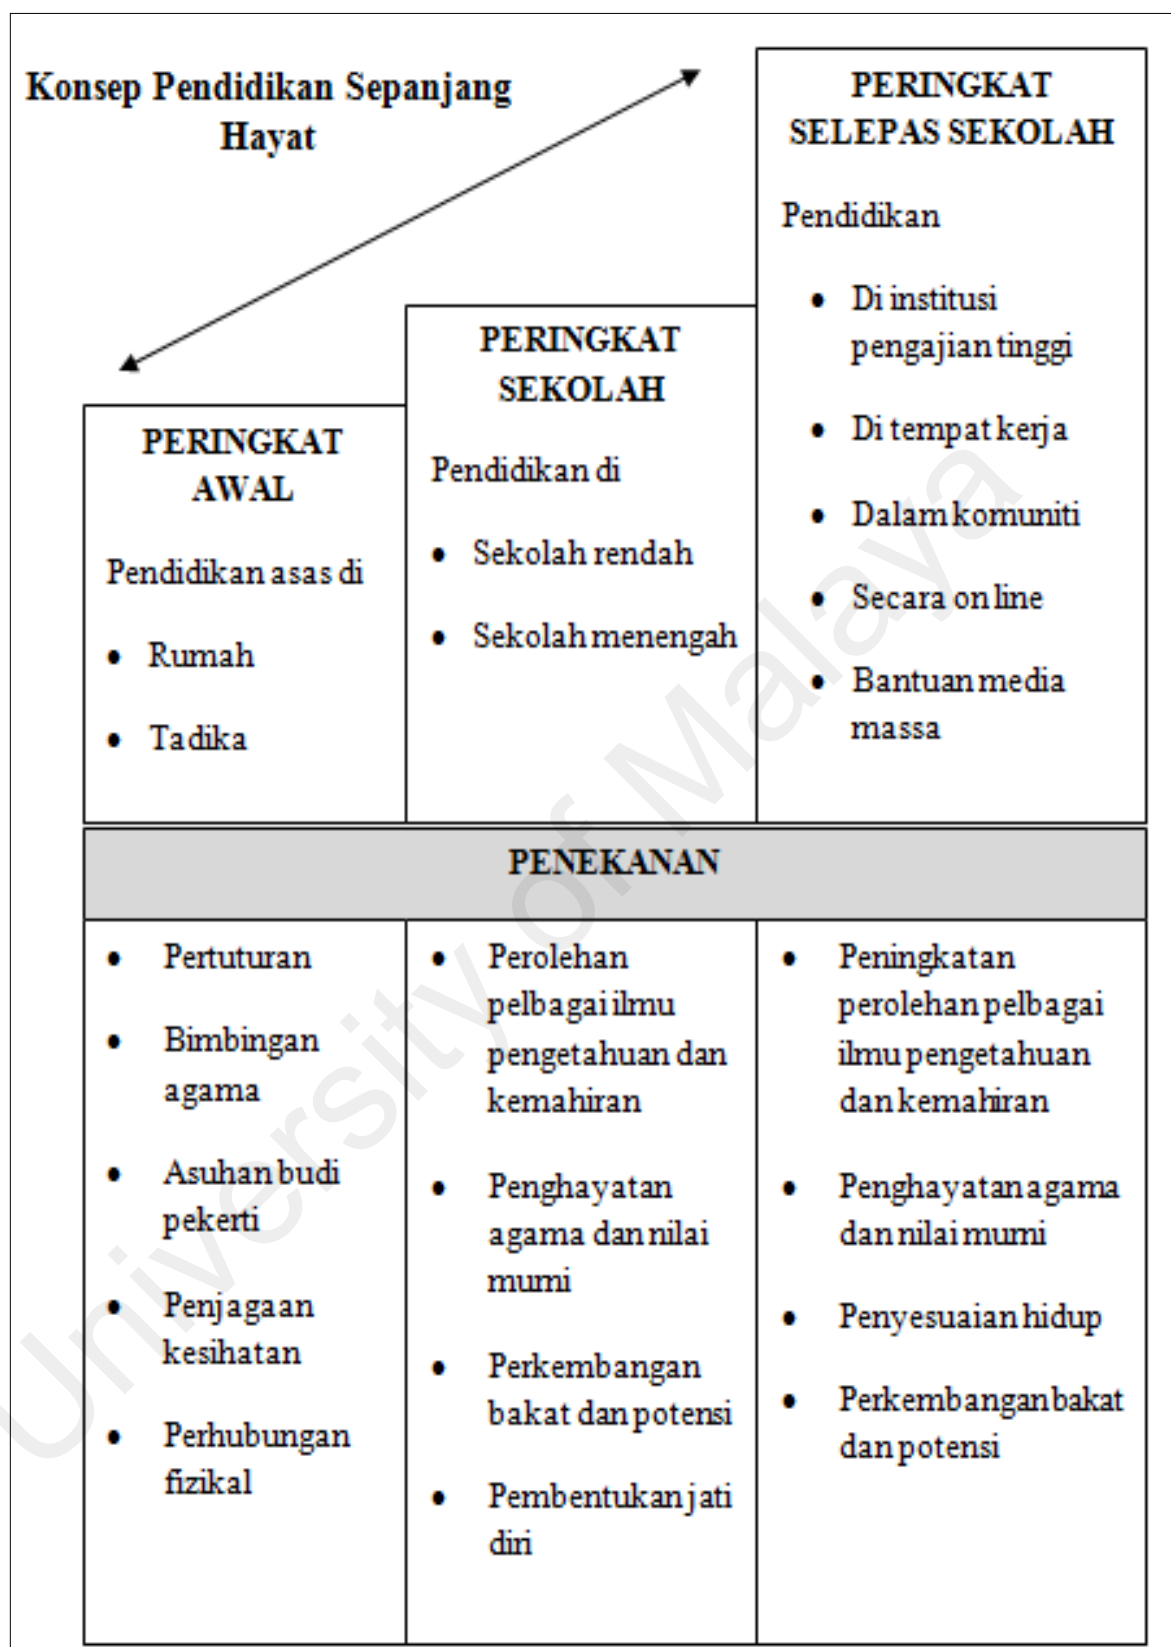 Konsep Pendidikan Sepanjang
Hayat
PERINGKAT
AWAL
Pendidikan asas di
• Rumah
• Tadika
PERINGKAT
SEKOLAH
Pendidikan di
• Sekolah rendah
• Sekolah menengah
PERINGKAT
SELEPAS SEKOLAH
Pendidikan
• Di institusi
pengajian tinggi
• Di tempat kerja
• Dalam komuniti
• Secara on line
• Bantuan media
massa
PENEKANAN
• Pertuturan
• Bimbingan
agama
• Asuhan budi
pekerti
• Penjagaan
kesihatan
• Perhubungan
fizikal
• Perolehan
pelbagai ilmu
pengetahuan dan
kemahiran
• Penghayatan
agama dan nilai
murni
• Perkembangan
bakat dan potensi
• Pembentukan jati
diri
• Peningkatan
perolehan pelbagai
ilmu pengetahuan
dan kemahiran
• Penghayatan agama
dan nilai murni
• Penyesuaian hidup
• Perkembangan bakat
dan potensi
University of Malaya